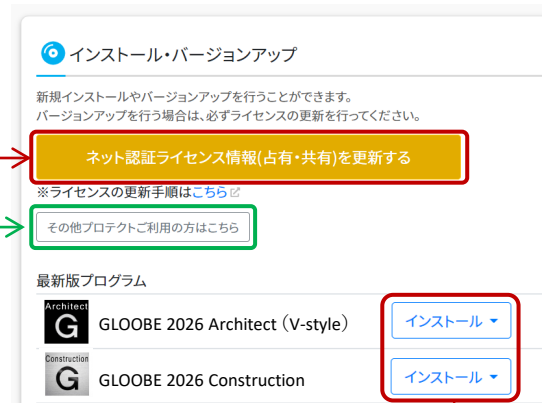 インストール・バージョンアップ
新規インストールやバージョンアップを行うことができます。
バージョンアップを行う場合は、必ずライセンスの更新を行ってください。
ネット認証ライセンス情報(占有・共有)を更新する
※ライセンスの更新手順はこちら
その他プロテクトご利用の方はこちら
最新版プログラム
Architect
G
GLOOBE 2026 Architect（V-style）
インストール
Construction
G
GLOOBE 2026 Construction
インストール